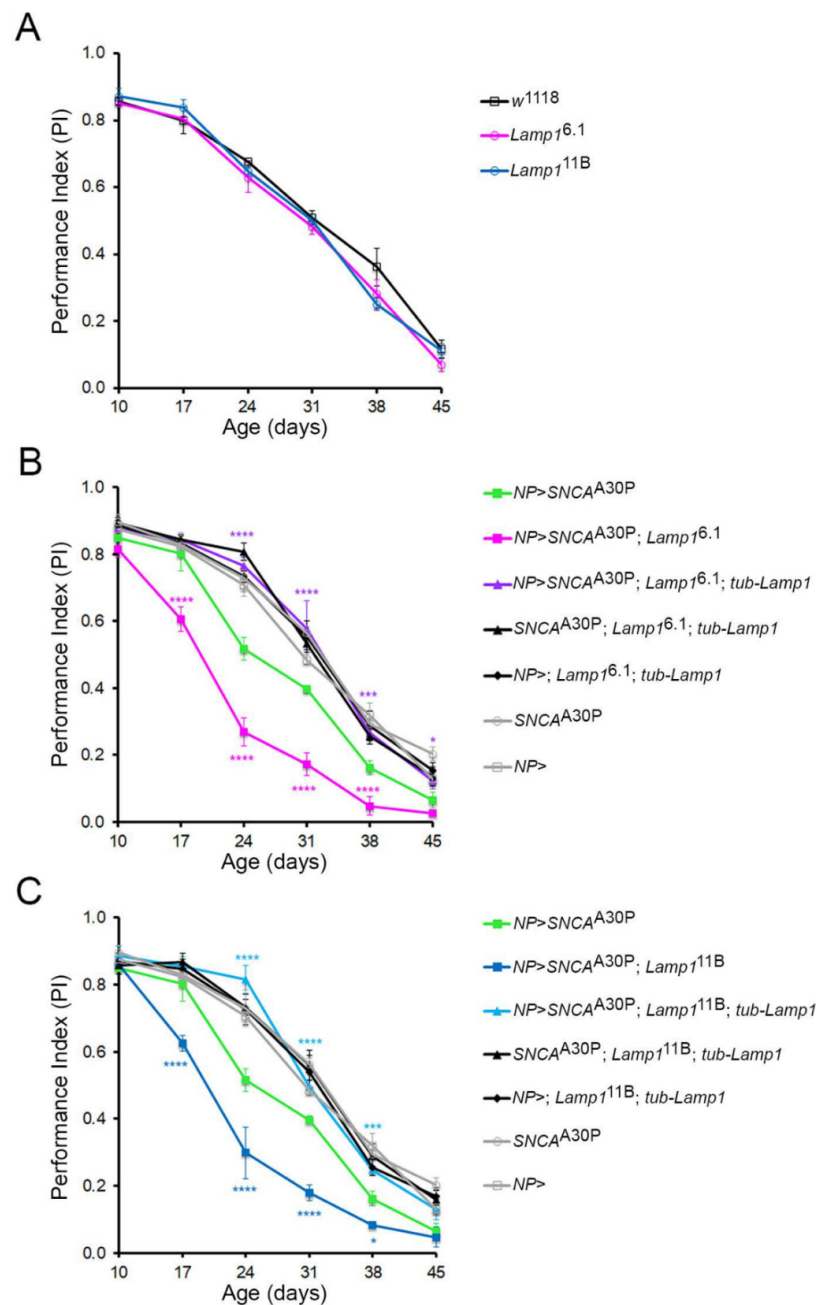 A
Performance Index (PI)
1.0
0.8
0.6
0.4
0.2
0.0
10 17 24 31 38 45
Age (days)
w1118
Lamp16.1
Lamp111B
B
Performance Index (PI)
1.0
0.8
0.6
0.4
0.2
0.0
****
****
****
****
****
***
****
*
10 17 24 31 38 45
Age (days)
NP>SNCAA30P
NP>SNCAA30P; Lamp16.1
NP>SNCAA30P; Lamp16.1; tub-Lamp1
SNCAA30P; Lamp16.1; tub-Lamp1
NP>; Lamp16.1; tub-Lamp1
SNCAA30P
NP>
C
Performance Index (PI)
1.0
0.8
0.6
0.4
0.2
0.0
****
****
****
****
****
***
*
10 17 24 31 38 45
Age (days)
NP>SNCAA30P
NP>SNCAA30P; Lamp111B
NP>SNCAA30P; Lamp111B; tub-Lamp1
SNCAA30P; Lamp111B; tub-Lamp1
NP>; Lamp111B; tub-Lamp1
SNCAA30P
NP>